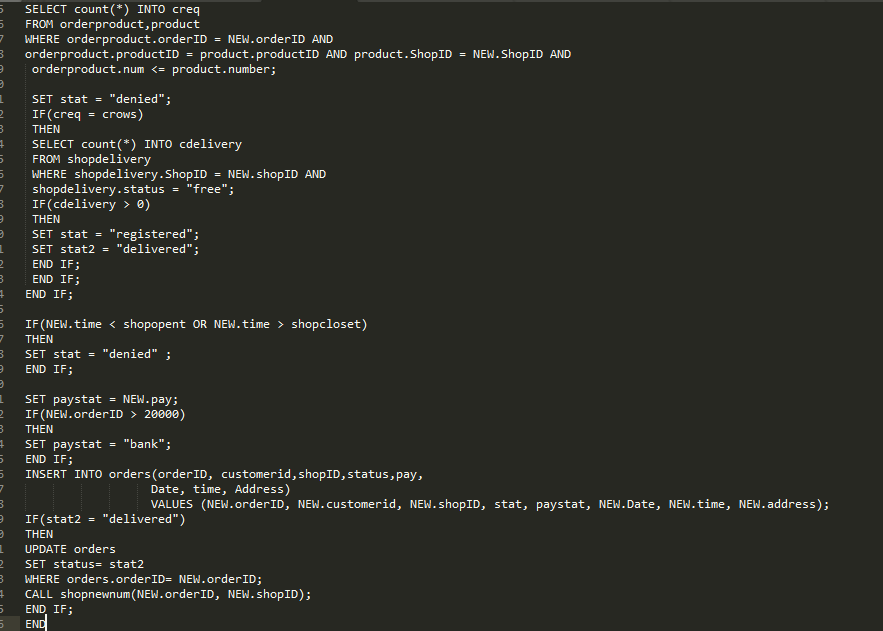 SELECT count(*) INTO creq
FROM orderproduct,product
WHERE orderproduct.orderID = NEW.orderID AND
orderproduct.productID = product.productID AND product.ShopID = NEW.ShopID AND
orderproduct.num <= product.number;
SET stat = "denied";
IF(creq = crows)
THEN
SELECT count(*) INTO cdelivery
FROM shopdelivery
WHERE shopdelivery.ShopID = NEW.shopID AND
shopdelivery.status = "free";
IF(cdelivery > 0)
THEN
SET stat = "registered";
SET stat2 = "delivered";
END IF;
END IF;
END IF;
IF(NEW.time < shopopent OR NEW.time > shopcloset)
THEN
SET stat = "denied" ;
END IF;
SET paystat = NEW.pay;
IF(NEW.orderID > 20000)
THEN
SET paystat = "bank";
END IF;
INSERT INTO orders(orderID, customerid,shopID,status,pay,
Date, time, Address)
VALUES (NEW.orderID, NEW.customerid, NEW.shopID, stat, paystat, NEW.Date, NEW.time, NEW.address);
IF(stat2 = "delivered")
THEN
UPDATE orders
SET status= stat2
WHERE orders.orderID= NEW.orderID;
CALL shopnewnum(NEW.orderID, NEW.shopID);
END IF;
END